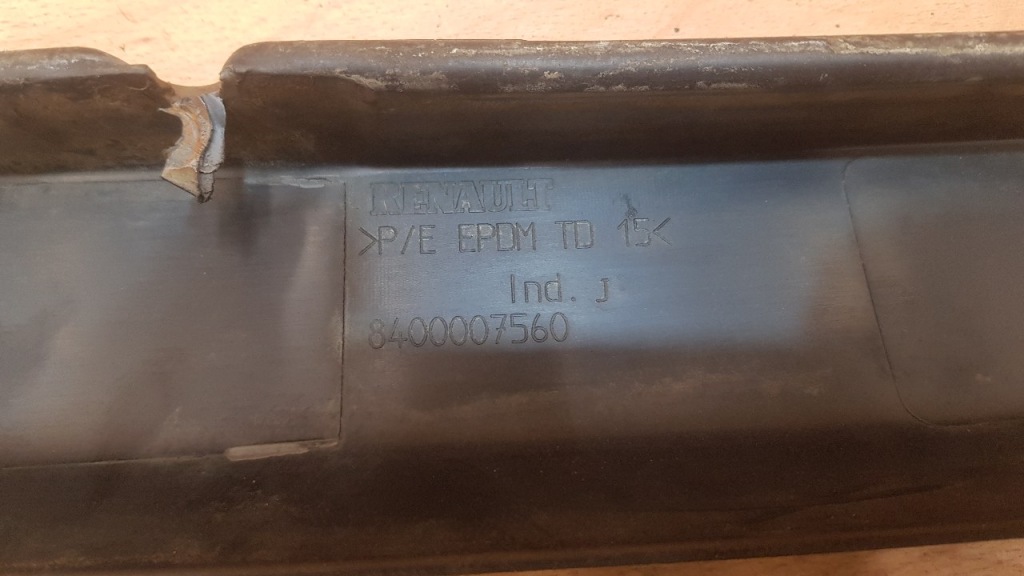 RENAULT
>P/E EPDM TD 15<
Ind. J
8400007560